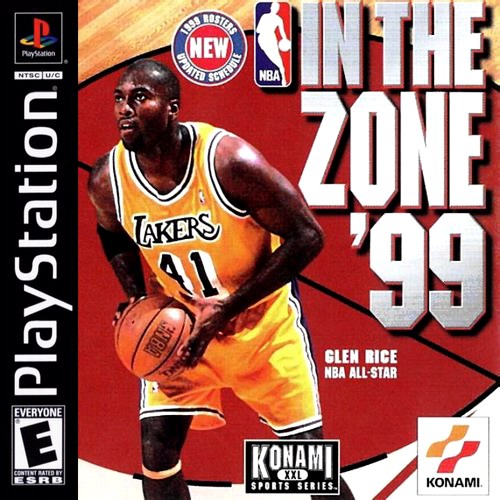 PlayStation
NTSC U/C
PlayStation
1999 ROSTERS
NEW
UPDATED SCHEDULE
NBA
IN THE
ZONE
'99
LAKERS
41
GLEN RICE
NBA ALL-STAR
EVERYONE
E
CONTENT RATED BY
ESRB
KONAMI
XXL
SPORTS SERIES
KONAMI